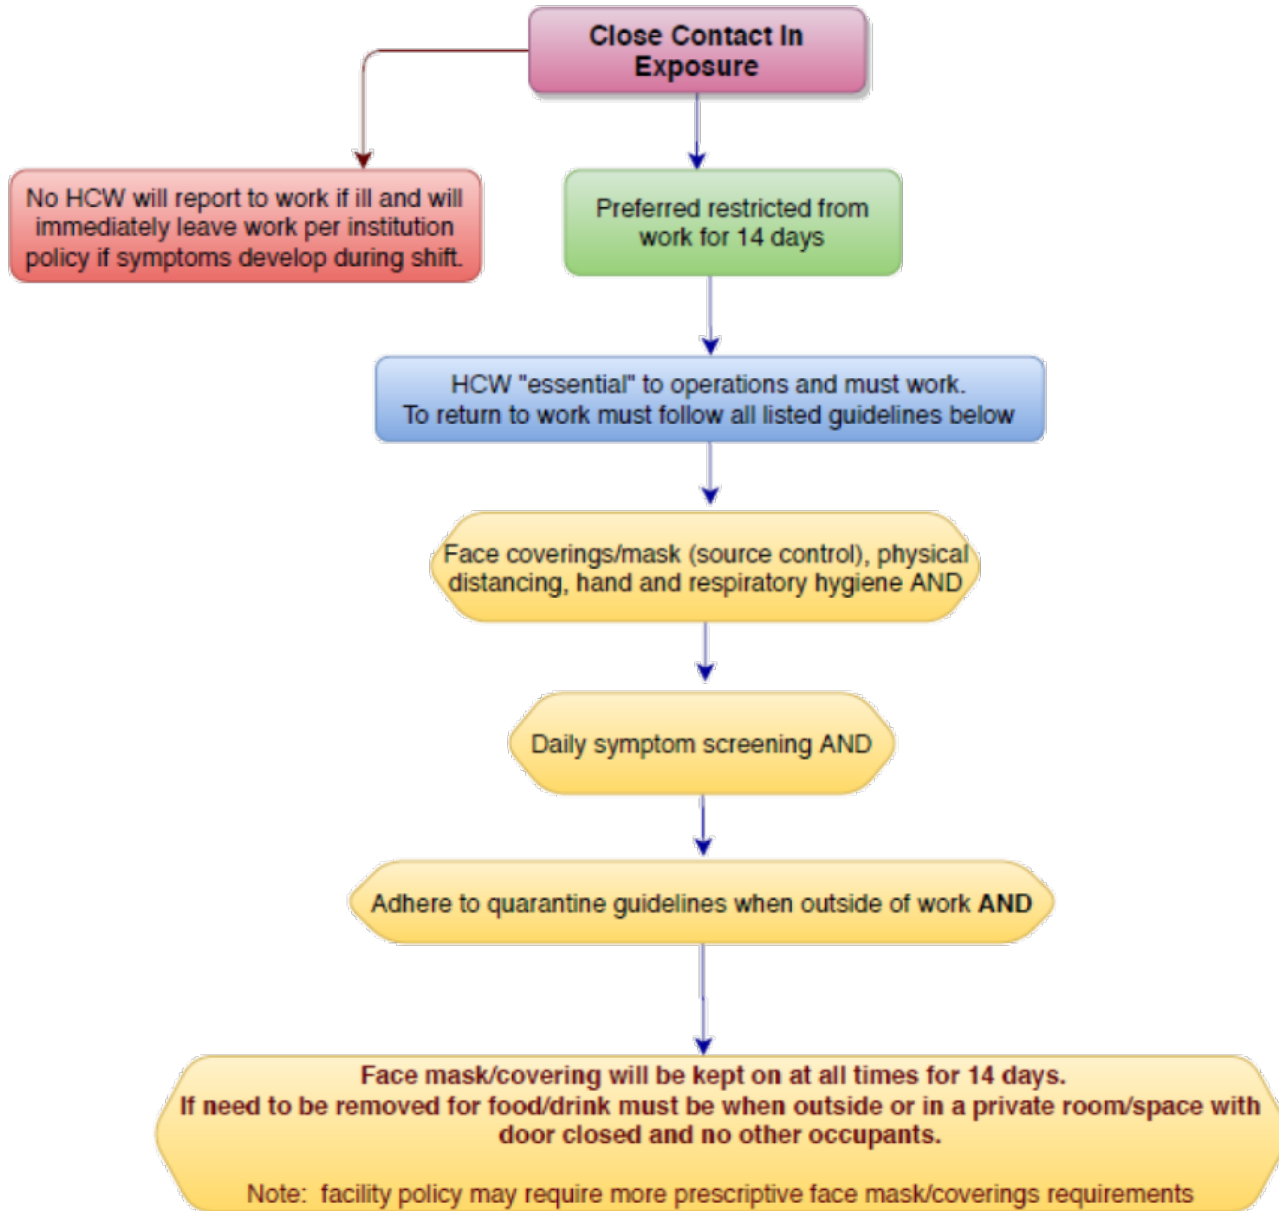 Close Contact In
Exposure
No HCW will report to work if ill and will
immediately leave work per institution
policy if symptoms develop during shift.
Preferred restricted from
work for 14 days
HCW "essential" to operations and must work.
To return to work must follow all listed guidelines below
Face coverings/mask (source control), physical
distancing, hand and respiratory hygiene AND
Daily symptom screening AND
Adhere to quarantine guidelines when outside of work AND
Face mask/covering will be kept on at all times for 14 days.
If need to be removed for food/drink must be when outside or in a private room/space with
door closed and no other occupants.
Note: facility policy may require more prescriptive face mask/coverings requirements